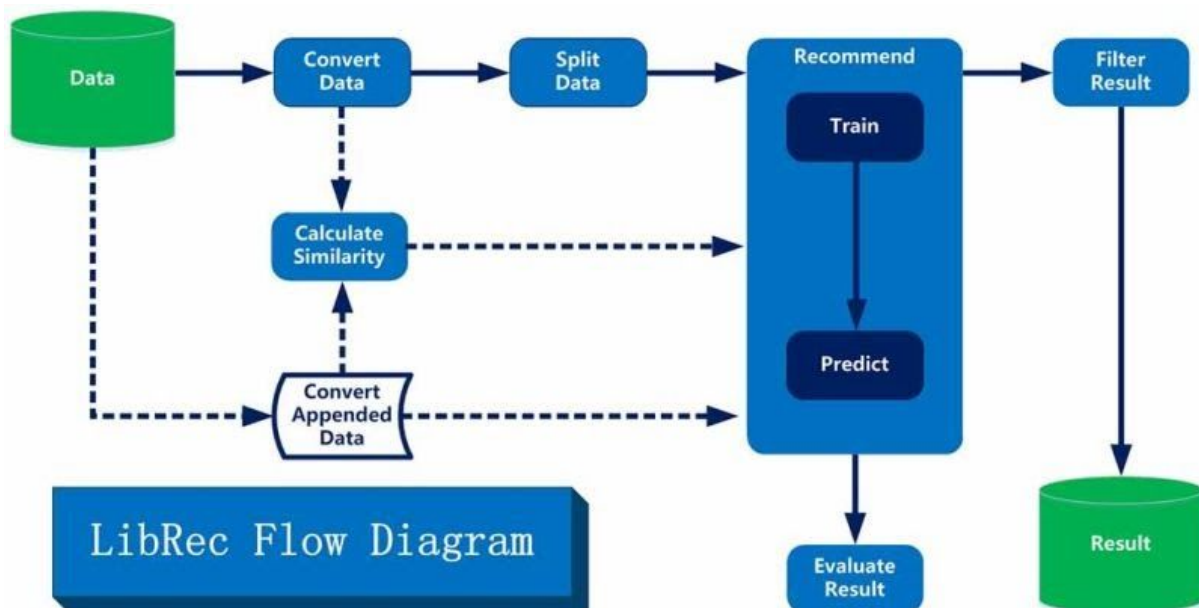 Data
Convert
Data
Split
Data
Recommend
Filter
Result
Train
Calculate
Similarity
Predict
Convert
Appended
Data
LibRec Flow Diagram
Evaluate
Result
Result